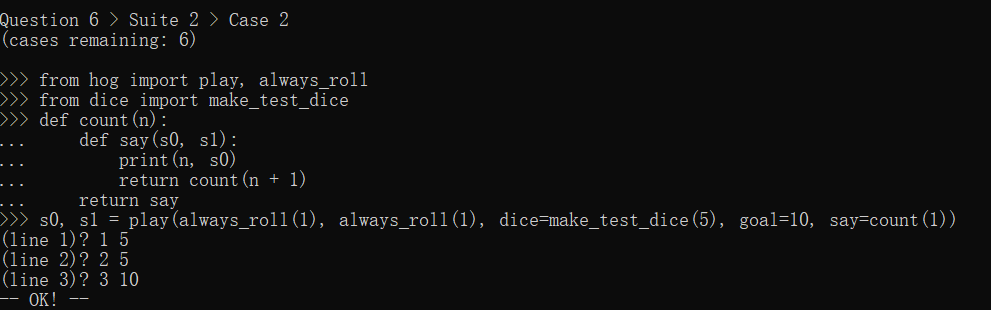 Question 6 > Suite 2 > Case 2
(cases remaining: 6)

>>> from hog import play, always_roll
>>> from dice import make_test_dice
>>> def count(n):
...     def say(s0, s1):
...         print(n, s0)
...         return count(n + 1)
...     return say
>>> s0, s1 = play(always_roll(1), always_roll(1), dice=make_test_dice(5), goal=10, say=count(1))
(line 1)? 1 5
(line 2)? 2 5
(line 3)? 3 10
-- OK! --